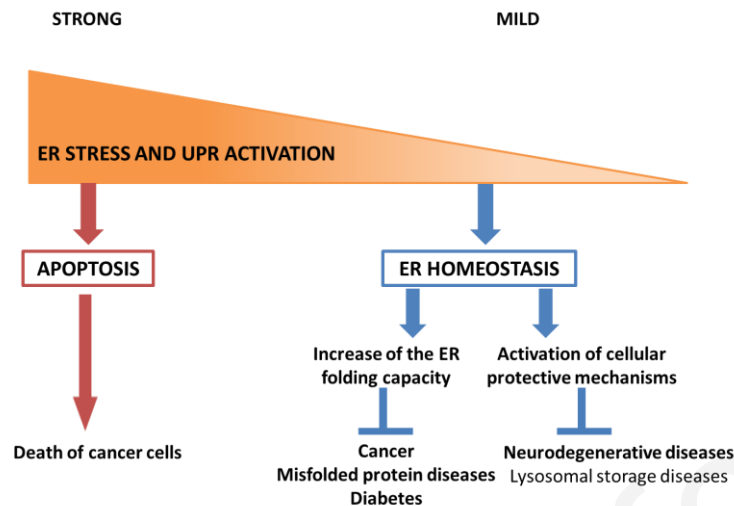 STRONG
MILD
ER STRESS AND UPR ACTIVATION
APOPTOSIS
ER HOMEOSTASIS
Increase of the ER
folding capacity
Activation of cellular
protective mechanisms
Death of cancer cells
Cancer
Misfolded protein diseases
Diabetes
Neurodegenerative diseases
Lysosomal storage diseases